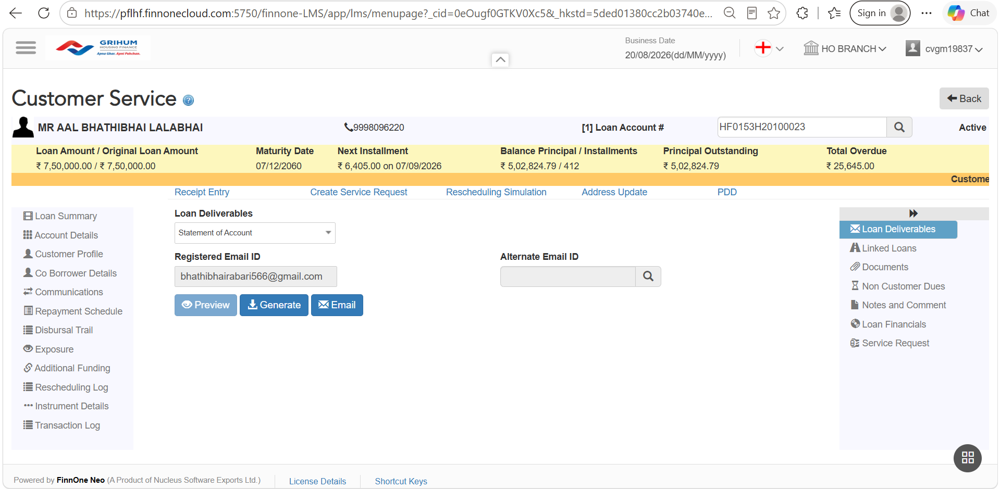 https://pflhf.finnonecloud.com:5750/finnone-LMS/app/lms/menupage?_cid=0eOugf0GTKV0Xc5&_hkstd=5ded01380cc2b03740e...
Sign in
Chat
GRIHUM
HOUSING FINANCE
Apna Ghar. Apni Pehchan.
Business Date
20/08/2026(dd/MM/yyyy)
HO BRANCH
cvgm19837
Customer Service
Back
MR AAL BHATHIBHAI LALABHAI
9998096220
[1] Loan Account #
HF0153H20100023
Active
Loan Amount / Original Loan Amount
Maturity Date
Next Installment
Balance Principal / Installments
Principal Outstanding
Total Overdue
₹ 7,50,000.00 / ₹ 7,50,000.00
07/12/2060
₹ 6,405.00 on 07/09/2026
₹ 5,02,824.79 / 412
₹ 5,02,824.79
₹ 25,645.00
Custome
Receipt Entry
Create Service Request
Rescheduling Simulation
Address Update
PDD
Loan Summary
Account Details
Customer Profile
Co Borrower Details
Communications
Repayment Schedule
Disbursal Trail
Exposure
Additional Funding
Rescheduling Log
Instrument Details
Transaction Log
Loan Deliverables
Statement of Account
Registered Email ID
bhathibhairabari566@gmail.com
Alternate Email ID
Preview
Generate
Email
Loan Deliverables
Linked Loans
Documents
Non Customer Dues
Notes and Comment
Loan Financials
Service Request
Powered by FinnOne Neo (A Product of Nucleus Software Exports Ltd.)
License Details
Shortcut Keys